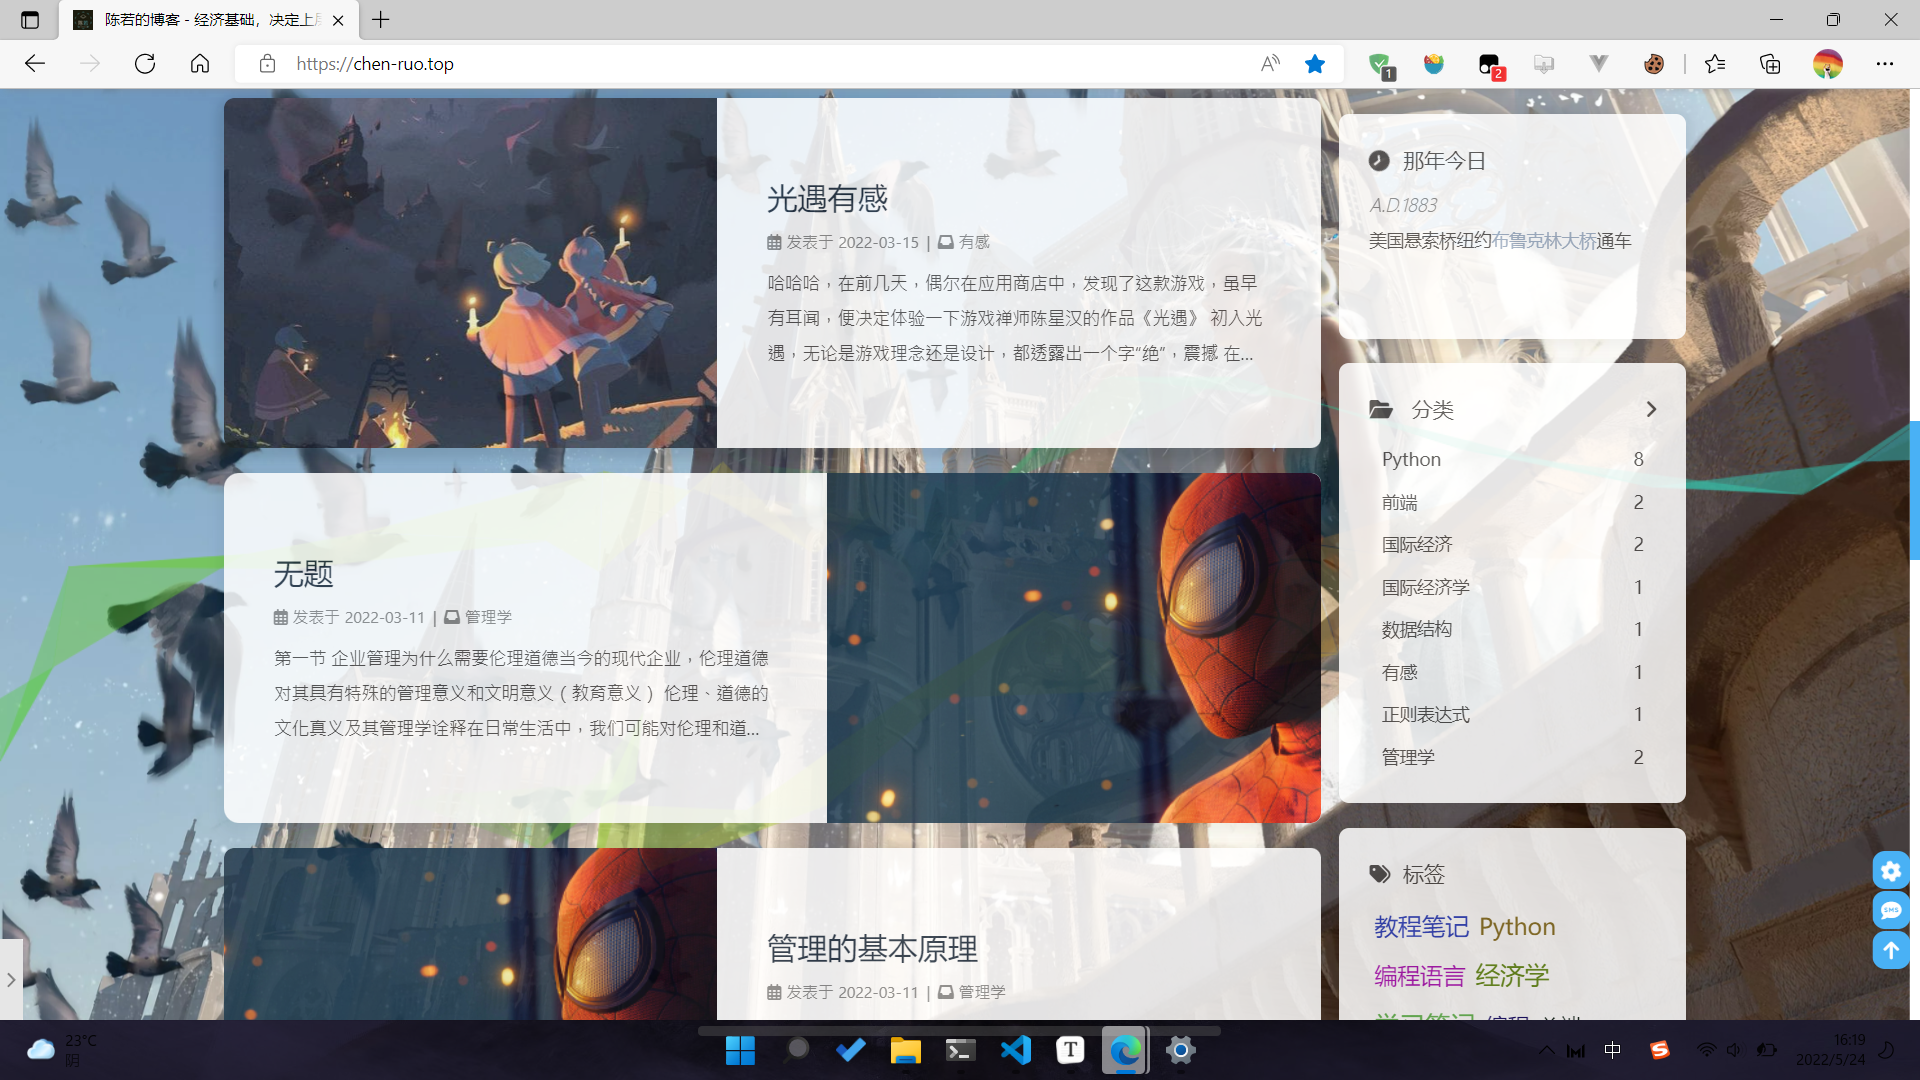 陈若的博客 - 经济基础，决定上
https://chen-ruo.top
1
2
光遇有感
发表于 2022-03-15 | 有感
哈哈哈，在前几天，偶尔在应用商店中，发现了这款游戏，虽早
有耳闻，便决定体验一下游戏禅师陈星汉的作品《光遇》 初入光
遇，无论是游戏理念还是设计，都透露出一个字“绝”，震撼 在...
无题
发表于 2022-03-11 | 管理学
第一节 企业管理为什么需要伦理道德当今的现代企业，伦理道德
对其具有特殊的管理意义和文明意义（教育意义） 伦理、道德的
文化真义及其管理学诠释在日常生活中，我们可能对伦理和道...
管理的基本原理
发表于 2022-03-11 | 管理学
那年今日
A.D.1883
美国悬索桥纽约布鲁克林大桥通车
分类
Python 8
前端 2
国际经济 2
国际经济学 1
数据结构 1
有感 1
正则表达式 1
管理学 2
标签
教程笔记 Python
编程语言 经济学
SMS
23°C
阴
T
中
S
16:19
2022/5/24